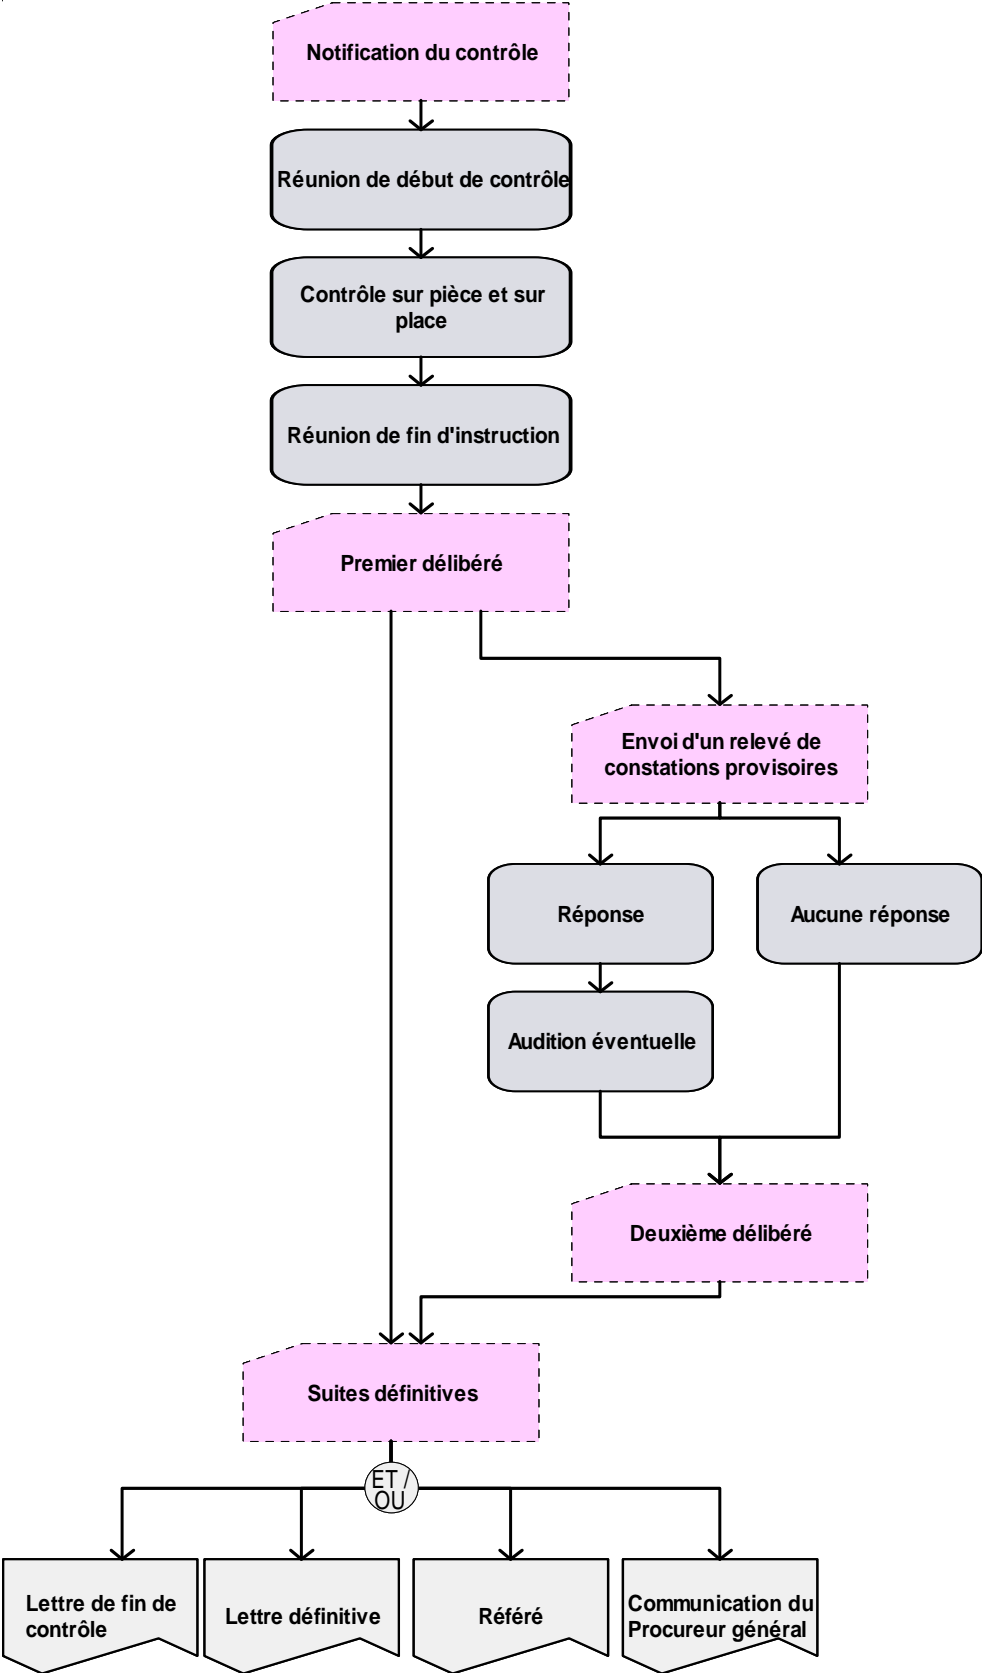 Notification du contrôle
Réunion de début de contrôle
Contrôle sur pièce et sur
place
Réunion de fin d'instruction
Premier délibéré
Envoi d'un relevé de
constations provisoires
Réponse
Aucune réponse
Audition éventuelle
Deuxième délibéré
Suites définitives
ET /
OU
Lettre de fin de
contrôle
Lettre définitive
Référé
Communication du
Procureur général